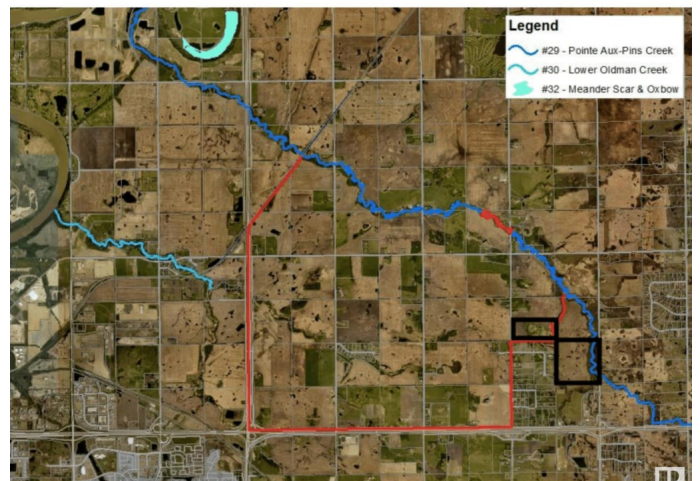 Legend
#29 - Pointe Aux-Pins Creek
#30 - Lower Oldman Creek
#32 - Meander Scar & Oxbow